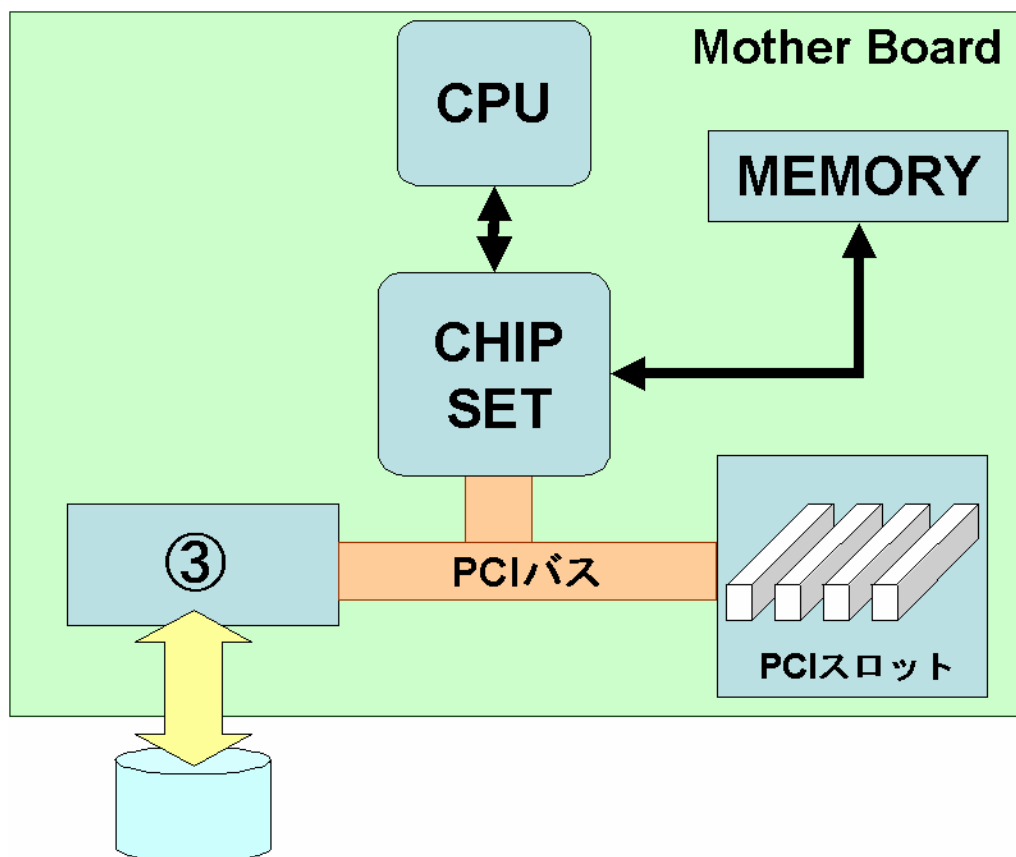 Mother Board
CPU
MEMORY
CHIP
SET
③
PCIバス
PCIスロット